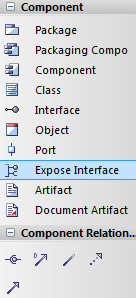 Component
Package
Packaging Compo
Component
Class
Interface
Object
Port
Expose Interface
Artifact
Document Artifact
Component Relation...